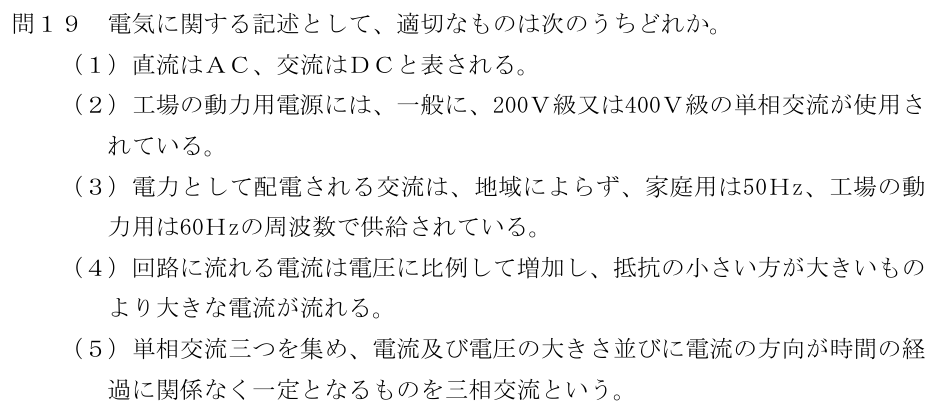 問１９　電気に関する記述として、適切なものは次のうちどれか。
（１）直流はＡＣ、交流はＤＣと表される。
（２）工場の動力用電源には、一般に、200Ｖ級又は400Ｖ級の単相交流が使用さ
れている。
（３）電力として配電される交流は、地域によらず、家庭用は50Ｈz、工場の動
力用は60Ｈzの周波数で供給されている。
（４）回路に流れる電流は電圧に比例して増加し、抵抗の小さい方が大きいもの
より大きな電流が流れる。
（５）単相交流三つを集め、電流及び電圧の大きさ並びに電流の方向が時間の経
過に関係なく一定となるものを三相交流という。